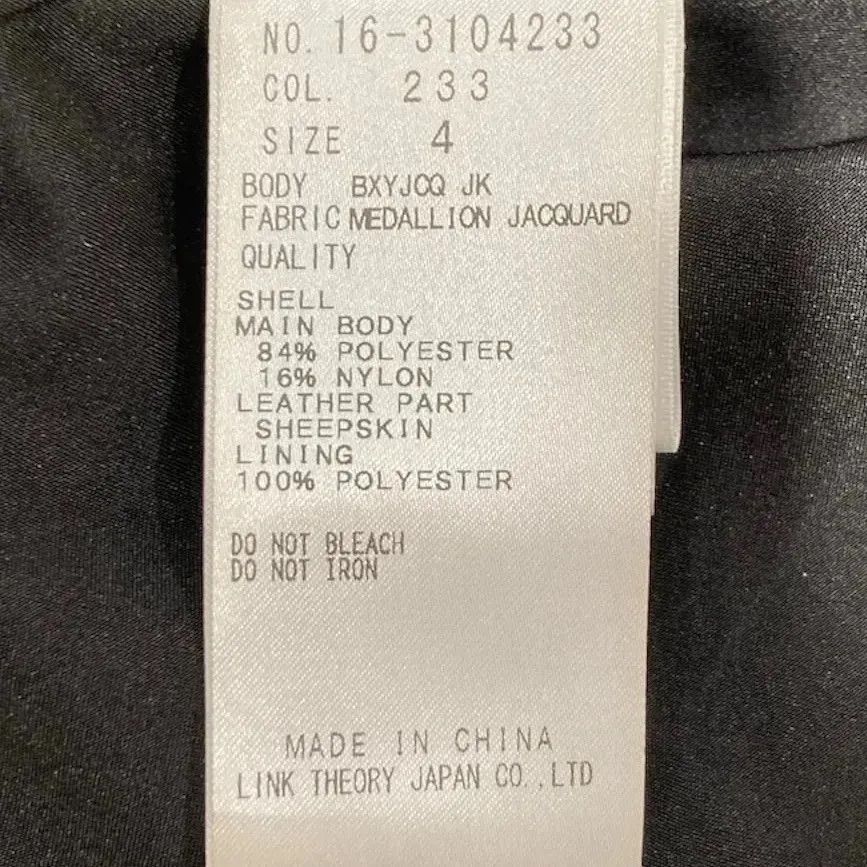 NO. 16-3104233
COL. 233
SIZE 4
BODY BXYJCQ JK
FABRIC MEDALLION JACQUARD
QUALITY
SHELL
MAIN BODY
84% POLYESTER
16% NYLON
LEATHER PART
SHEEPSKIN
LINING
100% POLYESTER
DO NOT BLEACH
DO NOT IRON
MADE IN CHINA
LINK THEORY JAPAN CO.,LTD